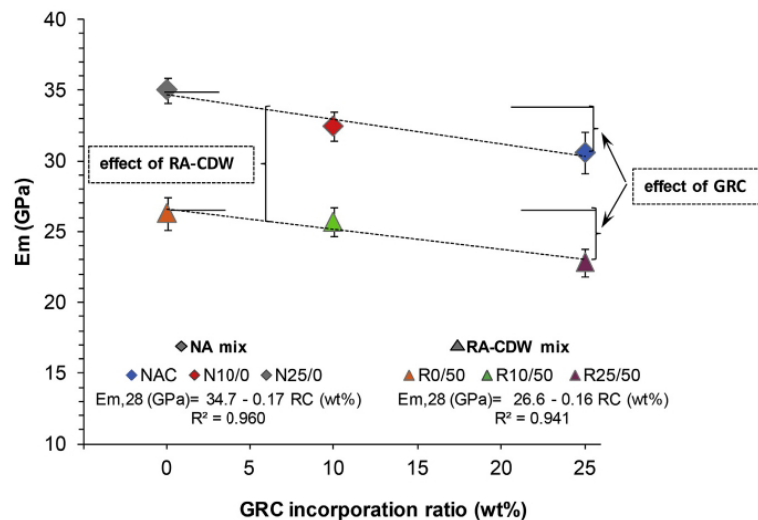 40
35
30
25
20
15
10
Em (GPa)
effect of RA-CDW
effect of GRC
NA mix
NAC N10/0 N25/0
Em,28 (GPa)= 34.7 - 0.17 RC (wt%)
R² = 0.960
RA-CDW mix
R0/50 R10/50 R25/50
Em,28 (GPa)= 26.6 - 0.16 RC (wt%)
R² = 0.941
0 5 10 15 20 25
GRC incorporation ratio (wt%)